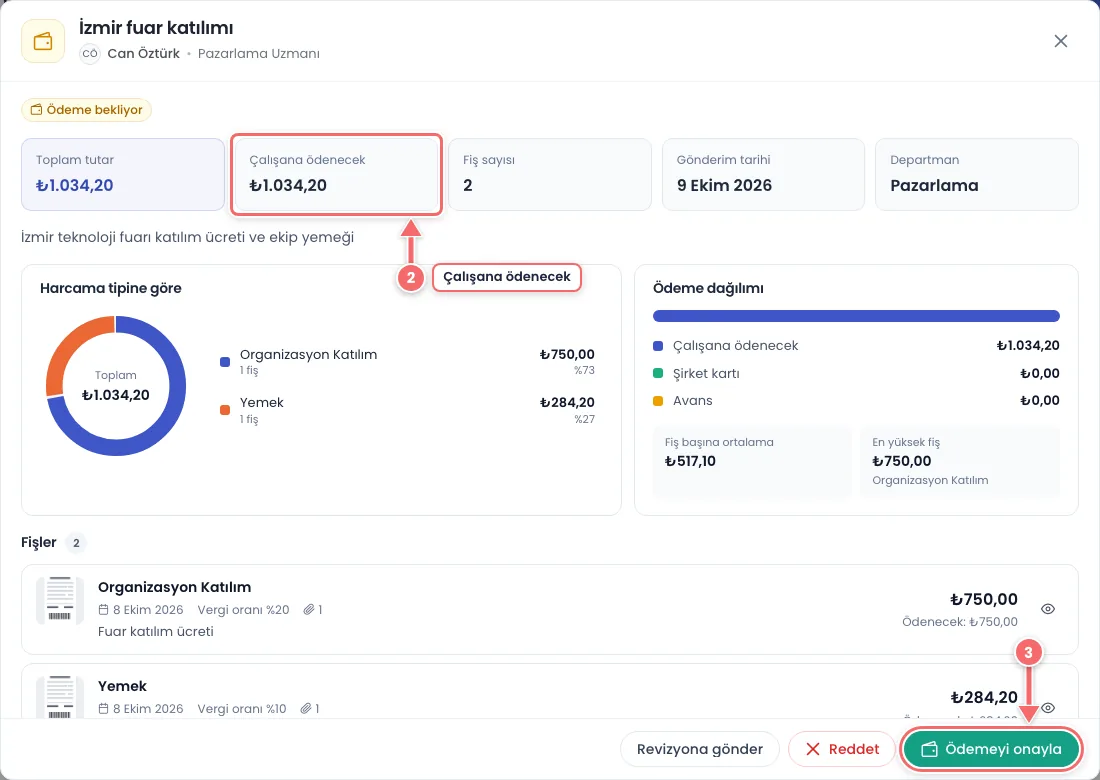 İzmir fuar katılımı
CÖ Can Öztürk • Pazarlama Uzmanı
Ödeme bekliyor
Toplam tutar
₺1.034,20
Çalışana ödenecek
₺1.034,20
Fiş sayısı
2
Gönderim tarihi
9 Ekim 2026
Departman
Pazarlama
İzmir teknoloji fuarı katılım ücreti ve ekip yemeği
2 Çalışana ödenecek
Harcama tipine göre
Toplam
₺1.034,20
Organizasyon Katılım ₺750,00
1 fiş %73
Yemek ₺284,20
1 fiş %27
Ödeme dağılımı
Çalışana ödenecek ₺1.034,20
Şirket kartı ₺0,00
Avans ₺0,00
Fiş başına ortalama
₺517,10
En yüksek fiş
₺750,00
Organizasyon Katılım
Fişler 2
Organizasyon Katılım
8 Ekim 2026 Vergi oranı %20 1
Fuar katılım ücreti
₺750,00
Ödenecek: ₺750,00
3
Yemek
8 Ekim 2026 Vergi oranı %10 1
₺284,20
Revizyona gönder
Reddet
Ödemeyi onayla